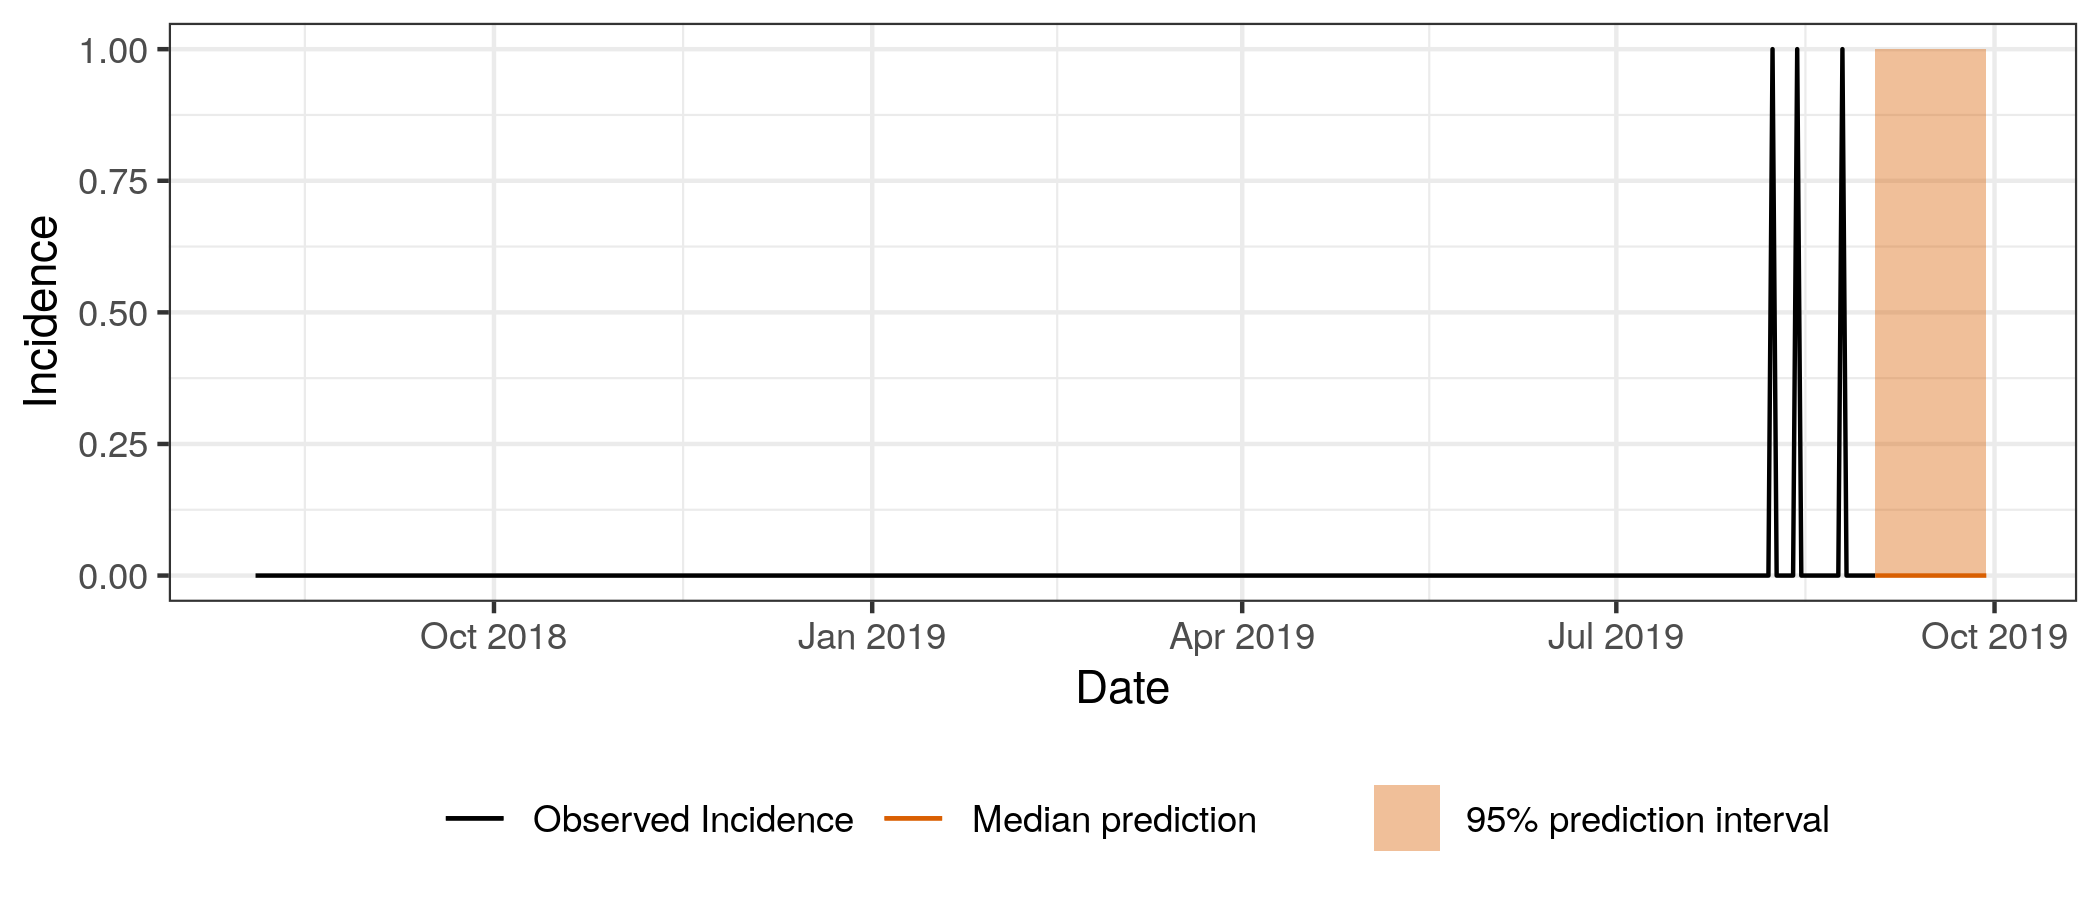 Incidence
1.00
0.75
0.50
0.25
0.00
Oct 2018 Jan 2019 Apr 2019 Jul 2019 Oct 2019
Date
Observed Incidence Median prediction 95% prediction interval